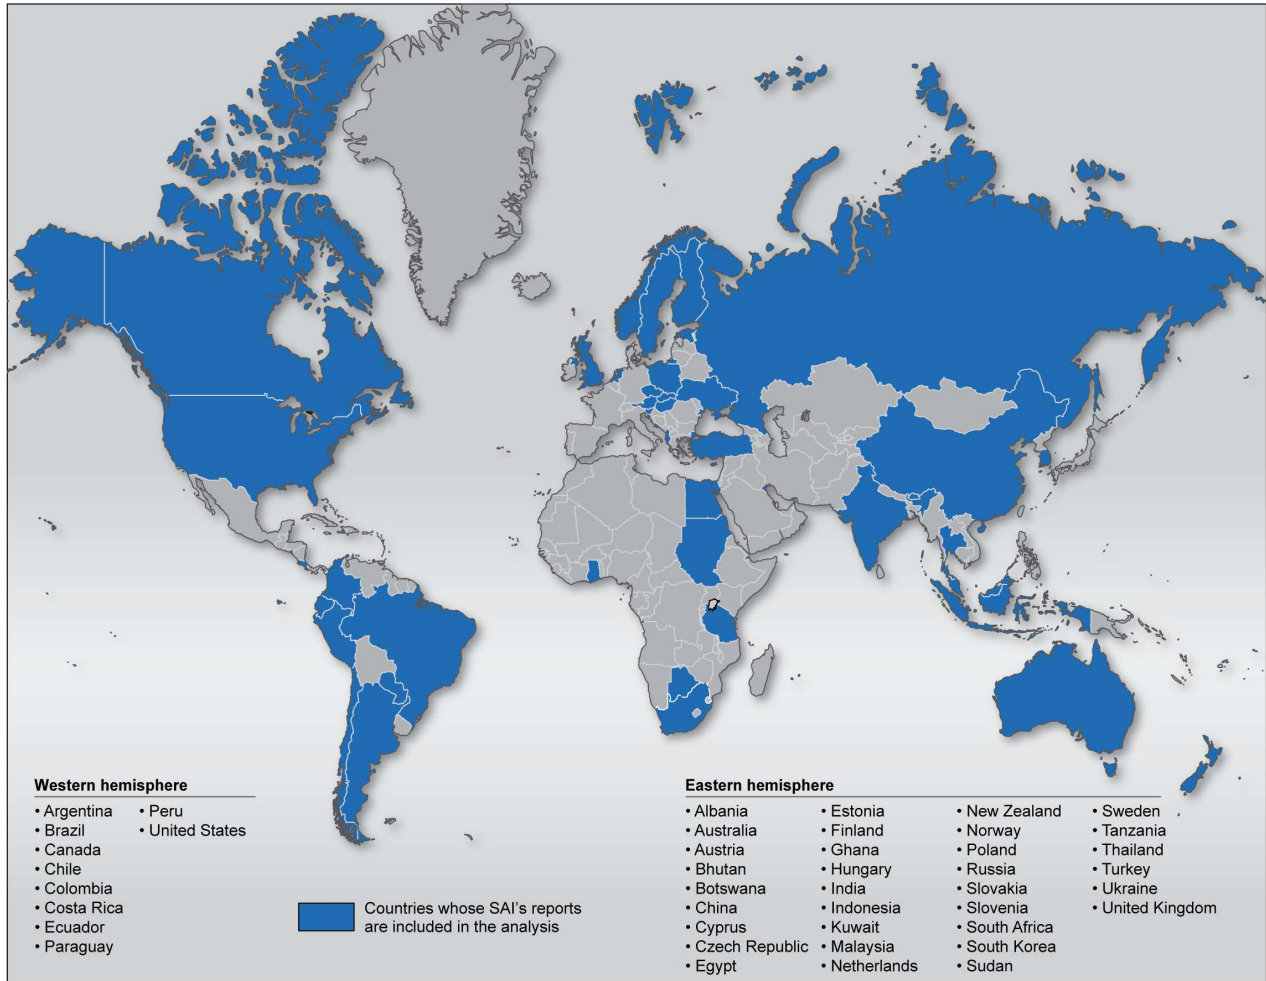 Western hemisphere
• Argentina
• Brazil
• Canada
• Chile
• Colombia
• Costa Rica
• Ecuador
• Paraguay
• Peru
• United States
Countries whose SAI's reports
are included in the analysis
Eastern hemisphere
• Albania
• Australia
• Austria
• Bhutan
• Botswana
• China
• Cyprus
• Czech Republic
• Egypt
• Estonia
• Finland
• Ghana
• Hungary
• India
• Indonesia
• Kuwait
• Malaysia
• Netherlands
• New Zealand
• Norway
• Poland
• Russia
• Slovakia
• Slovenia
• South Africa
• South Korea
• Sudan
• Sweden
• Tanzania
• Thailand
• Turkey
• Ukraine
• United Kingdom